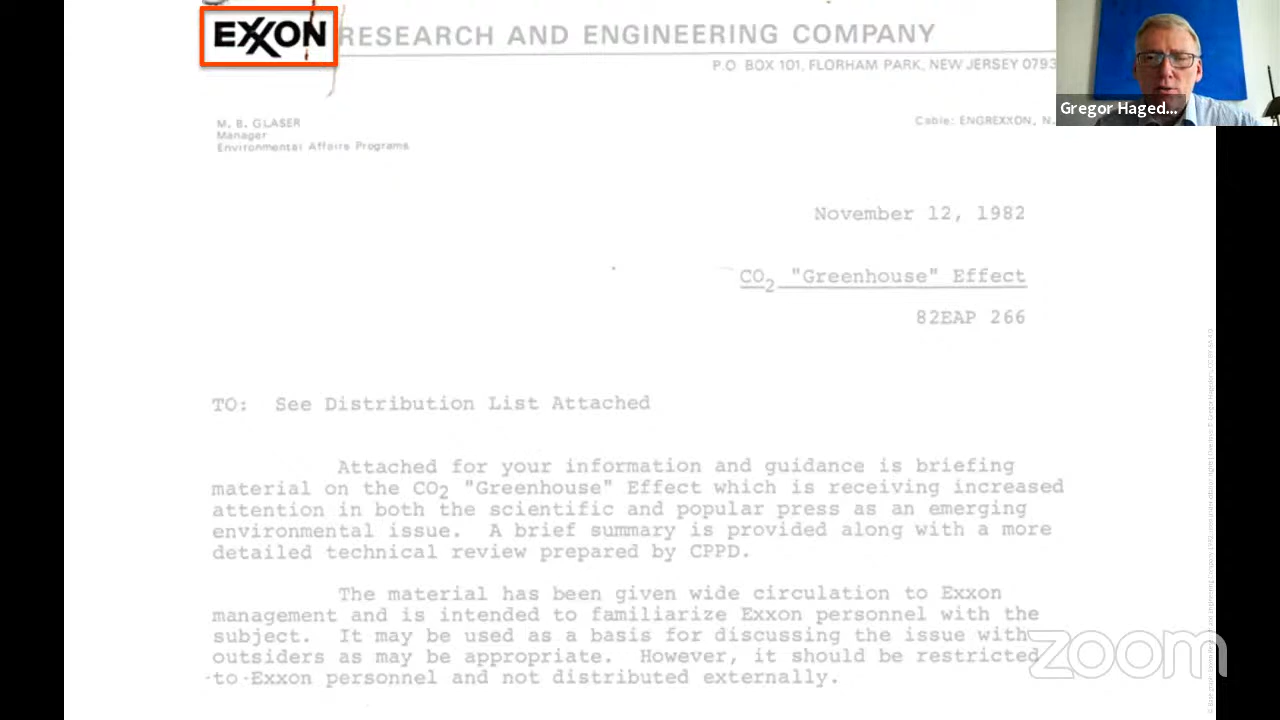 EXXON RESEARCH AND ENGINEERING COMPANY
P.O BOX 101, FLORHAM PARK, NEW JERSEY 0793
M. B. GLASER
Manager
Environmental Affairs Programs
Cable: ENGREXXON, N.
Gregor Haged...
November 12, 1982
CO2 "Greenhouse" Effect
82EAP 266
TO: See Distribution List Attached
Attached for your information and guidance is briefing
material on the CO2 "Greenhouse" Effect which is receiving increased
attention in both the scientific and popular press as an emerging
environmental issue. A brief summary is provided along with a more
detailed technical review prepared by CPPD.
The material has been given wide circulation to Exxon
management and is intended to familiarize Exxon personnel with the
subject. It may be used as a basis for discussing the issue with
outsiders as may be appropriate. However, it should be restricted
to Exxon personnel and not distributed externally.
zoom